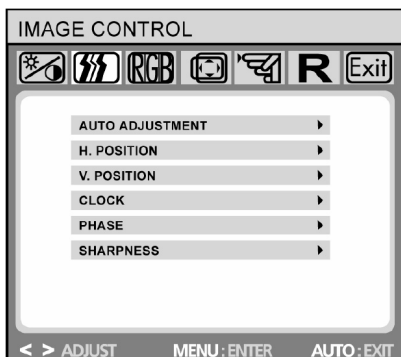 IMAGE CONTROL
RGB R Exit
AUTO ADJUSTMENT
H. POSITION
V. POSITION
CLOCK
PHASE
SHARPNESS
< > ADJUST MENU : ENTER AUTO : EXIT